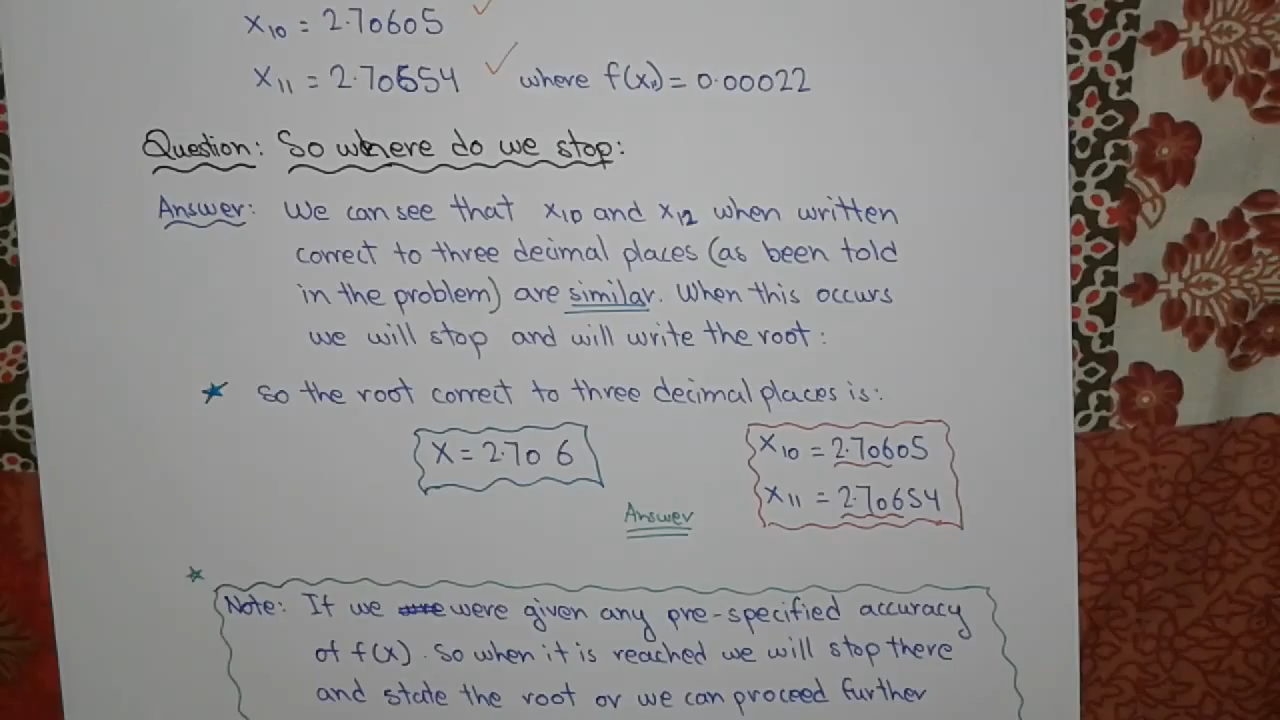 x10 = 2.70605 ✓
x11 = 2.70654 ✓ where f(x11) = 0.00022
Question: So where do we stop:
Answer: We can see that x10 and x12 when written
correct to three decimal places (as been told
in the problem) are similar. When this occurs
we will stop and will write the root:
★ So the root correct to three decimal places is:
X = 2.706
x10 = 2.70605
x11 = 2.70654
Answer
★
Note: If we were given any pre-specified accuracy
of f(x). So when it is reached we will stop there
and state the root or we can proceed further